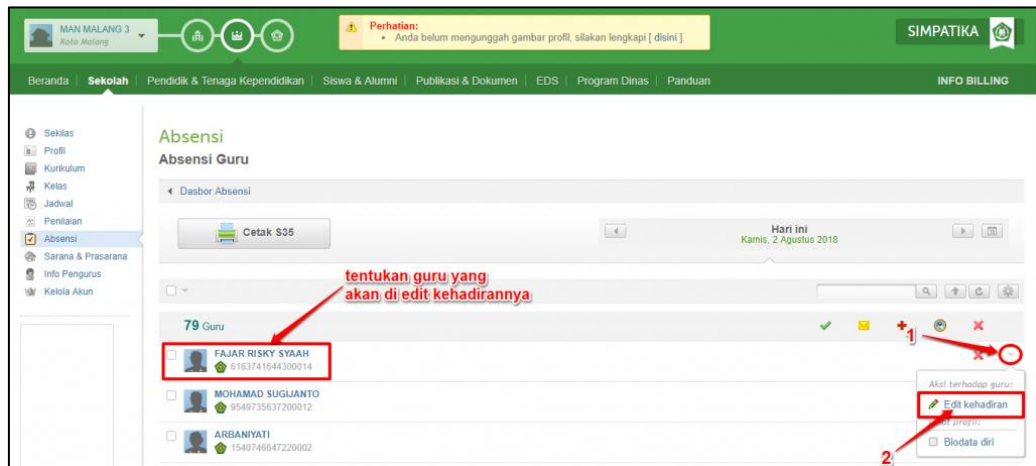 MAN MALANG 3
Kota Malang
Perhatian:
• Anda belum mengunggah gambar profil, silakan lengkapi [ disini ].
SIMPATIKA
Beranda | Sekolah | Pendidik & Tenaga Kependidikan | Siswa & Alumni | Publikasi & Dokumen | EDS | Program Dinas | Panduan
INFO BILLING
Sekilas
Profil
Kurikulum
Kelas
Jadwal
Penilaian
Absensi
Sarana & Prasarana
Info Pengurus
Kelola Akun
Absensi
Absensi Guru
Dasbor Absensi
Cetak S35
Hari ini
Kamis, 2 Agustus 2018
tentukan guru yang
akan di edit kehadirannya
79 Guru
1
FAJAR RISKY SYAAH
6163741644300014
MOHAMAD SUGIJANTO
9549735637200012
ARBANIYATI
1540746647220002
Aksi terhadap guru:
Edit kehadiran
profil:
Biodata diri
2